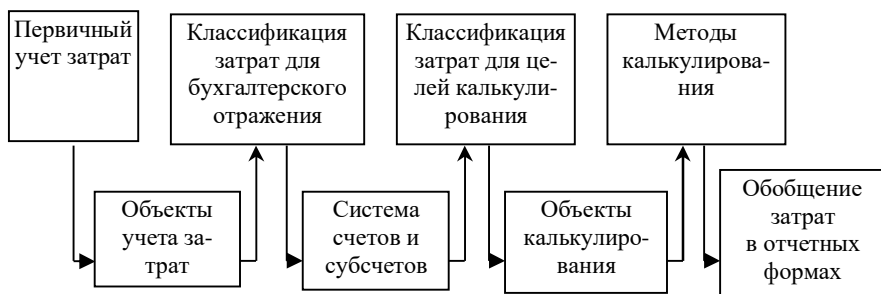 Первичный
учет затрат
Классификация
затрат для
бухгалтерского
отражения
Классификация
затрат для це-
лей калькули-
рования
Методы
калькулирова-
ния
Объекты
учета за-
трат
Система
счетов и
субсчетов
Объекты
калькулиро-
вания
Обобщение
затрат
в отчетных
формах